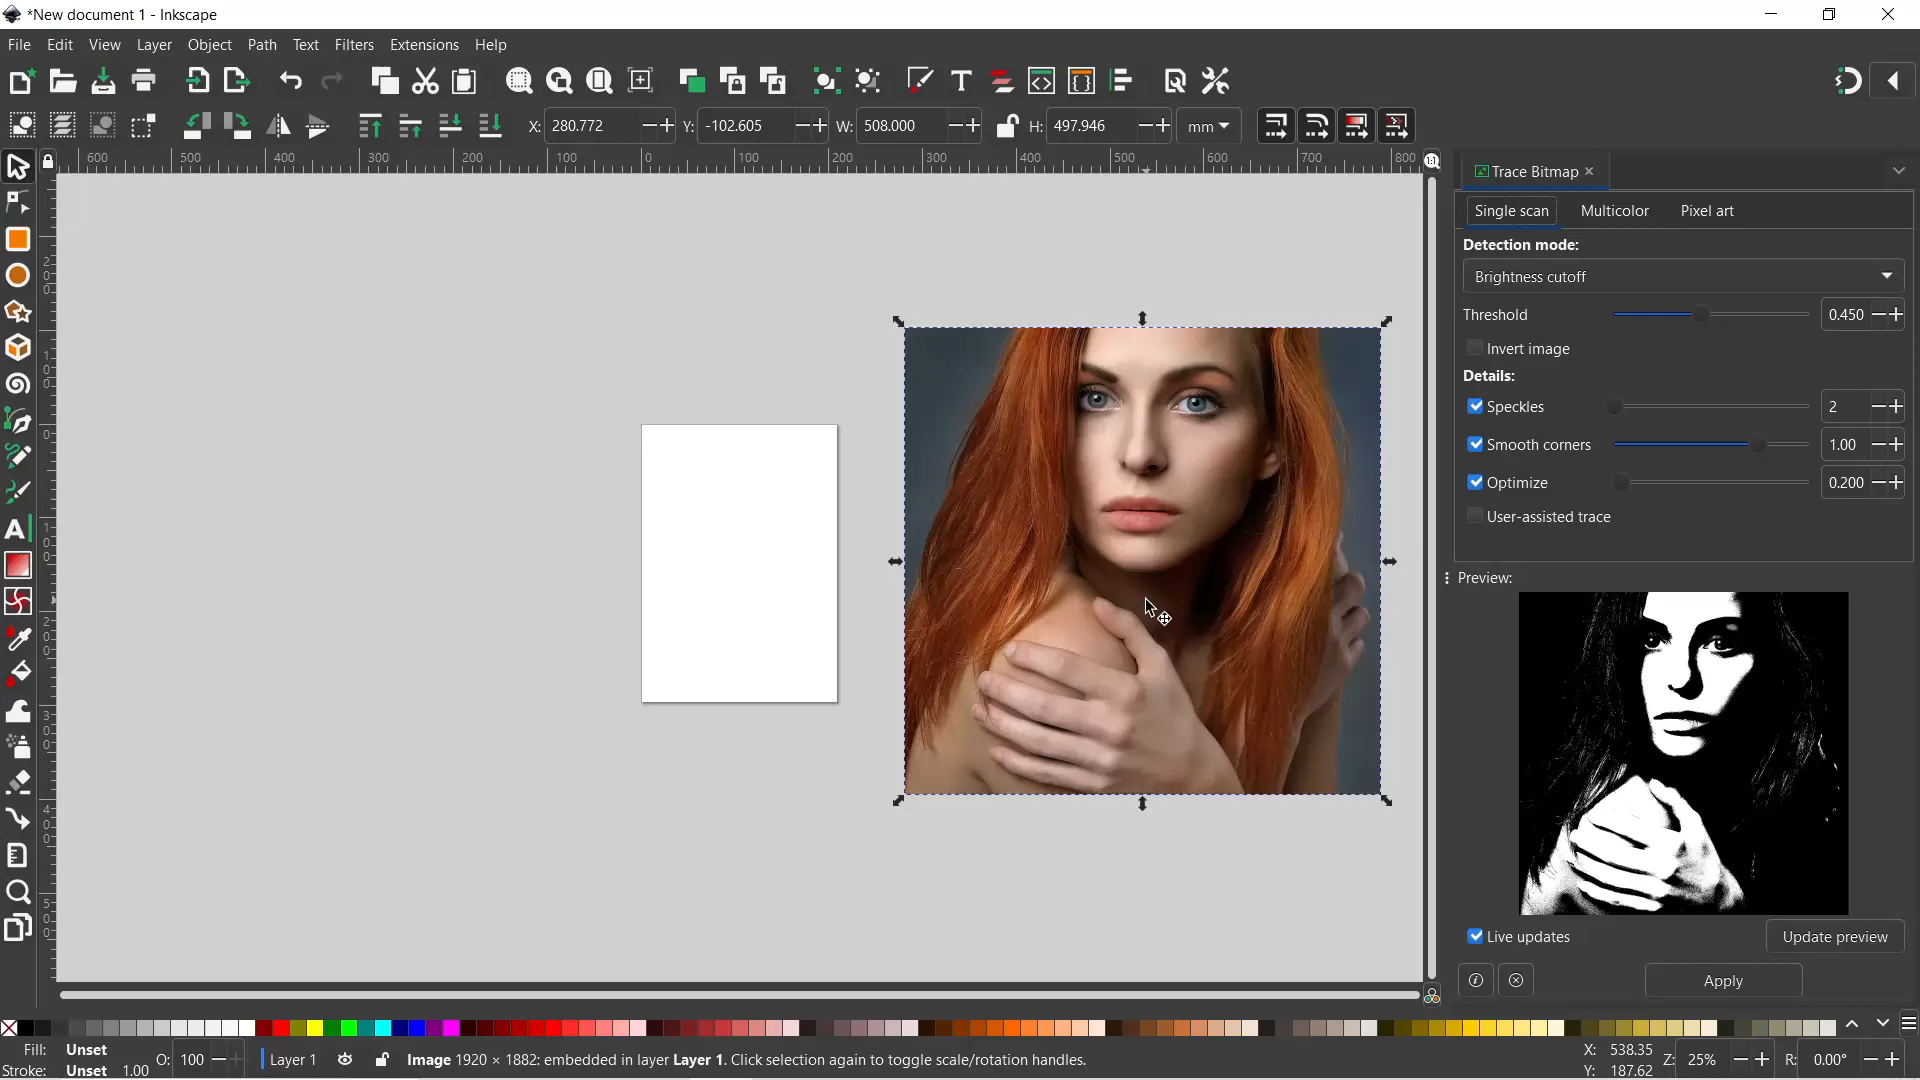 *New document 1 - Inkscape
File Edit View Layer Object Path Text Filters Extensions Help
X: 280.772 Y: -102.605 W: 508.000 H: 497.946 mm
600 500 400 300 200 100 0 100 200 300 400 500 600 700 800
1:1
Trace Bitmap
Single scan Multicolor Pixel art
Detection mode:
Brightness cutoff
Threshold 0.450
Invert image
Details:
Speckles 2
Smooth corners 1.00
Optimize 0.200
User-assisted trace
Preview:
Live updates Update preview
Apply
Fill: Unset
Stroke: Unset 1.00
O: 100 Layer 1 Image 1920 × 1882: embedded in layer Layer 1. Click selection again to toggle scale/rotation handles.
X: 538.35
Y: 187.62
Z: 25% R: 0.00°